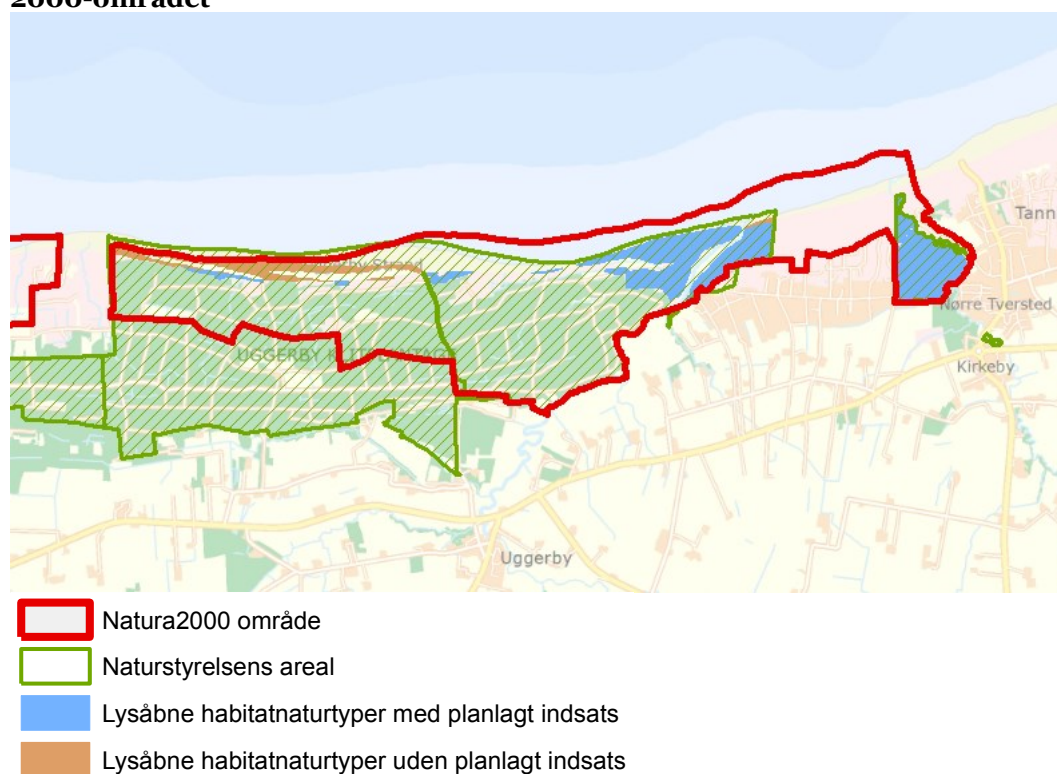 2000-området
Tann
Nørre Tversted
Kirkeby
Uggerby
Natura2000 område
Naturstyrelsens areal
Lysåbne habitatnaturtyper med planlagt indsats
Lysåbne habitatnaturtyper uden planlagt indsats